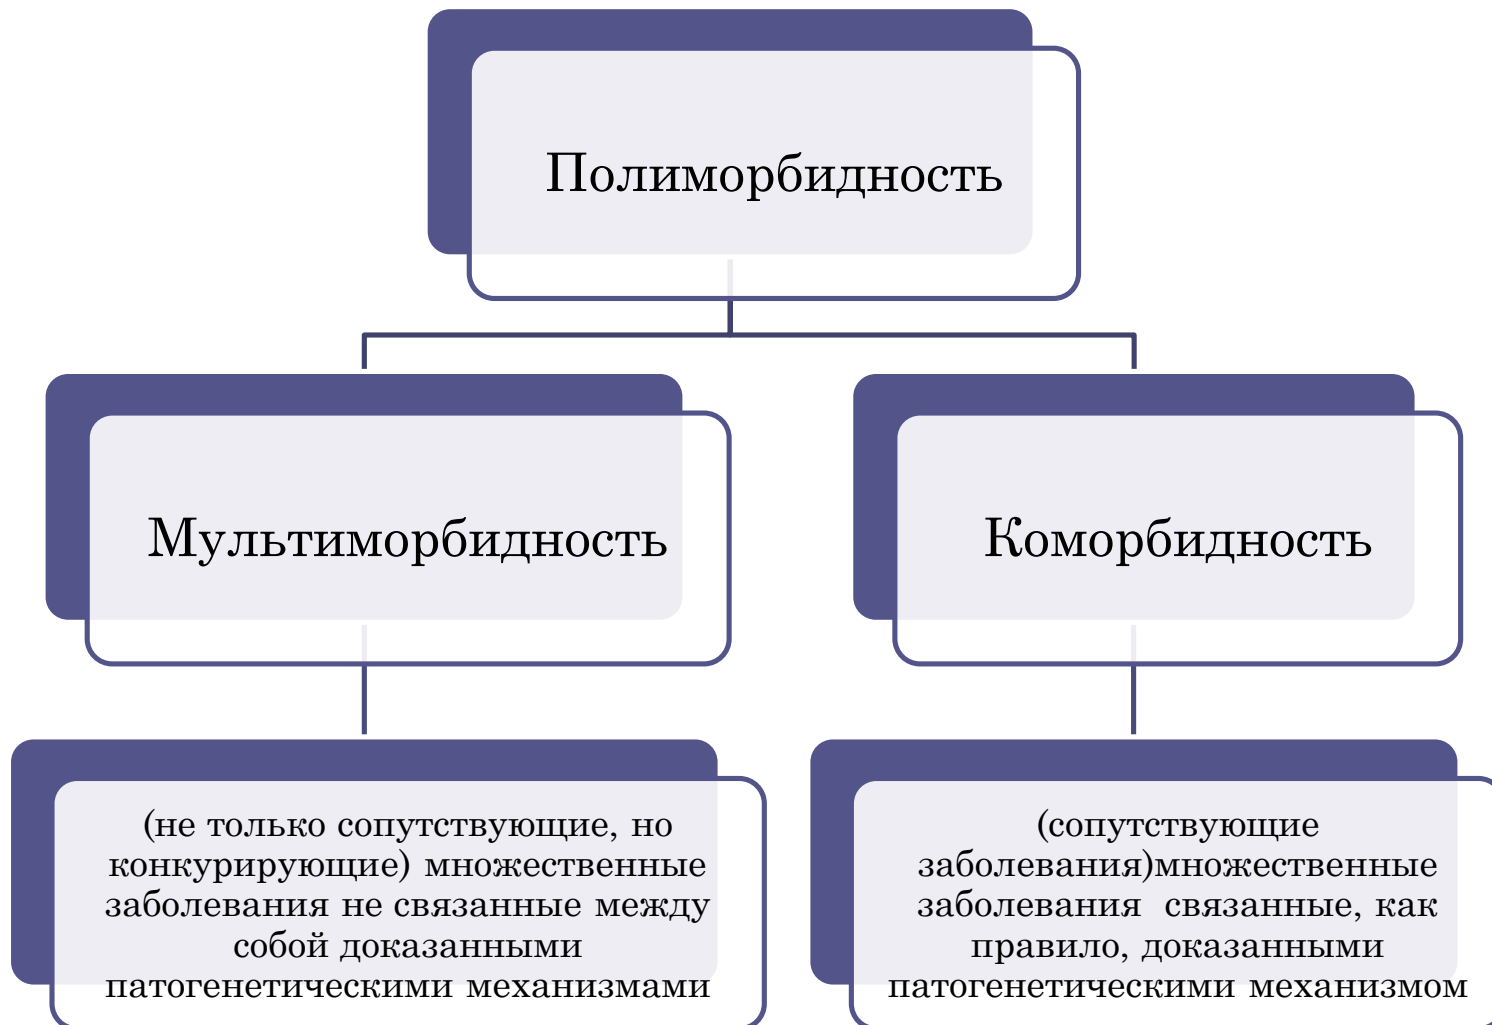 Полиморбидность
Мультиморбидность
Коморбидность
(не только сопутствующие, но
конкурирующие) множественные
заболевания не связанные между
собой доказанными
патогенетическими механизмами
(сопутствующие
заболевания)множественные
заболевания  связанные, как
правило, доказанными
патогенетическими механизмом